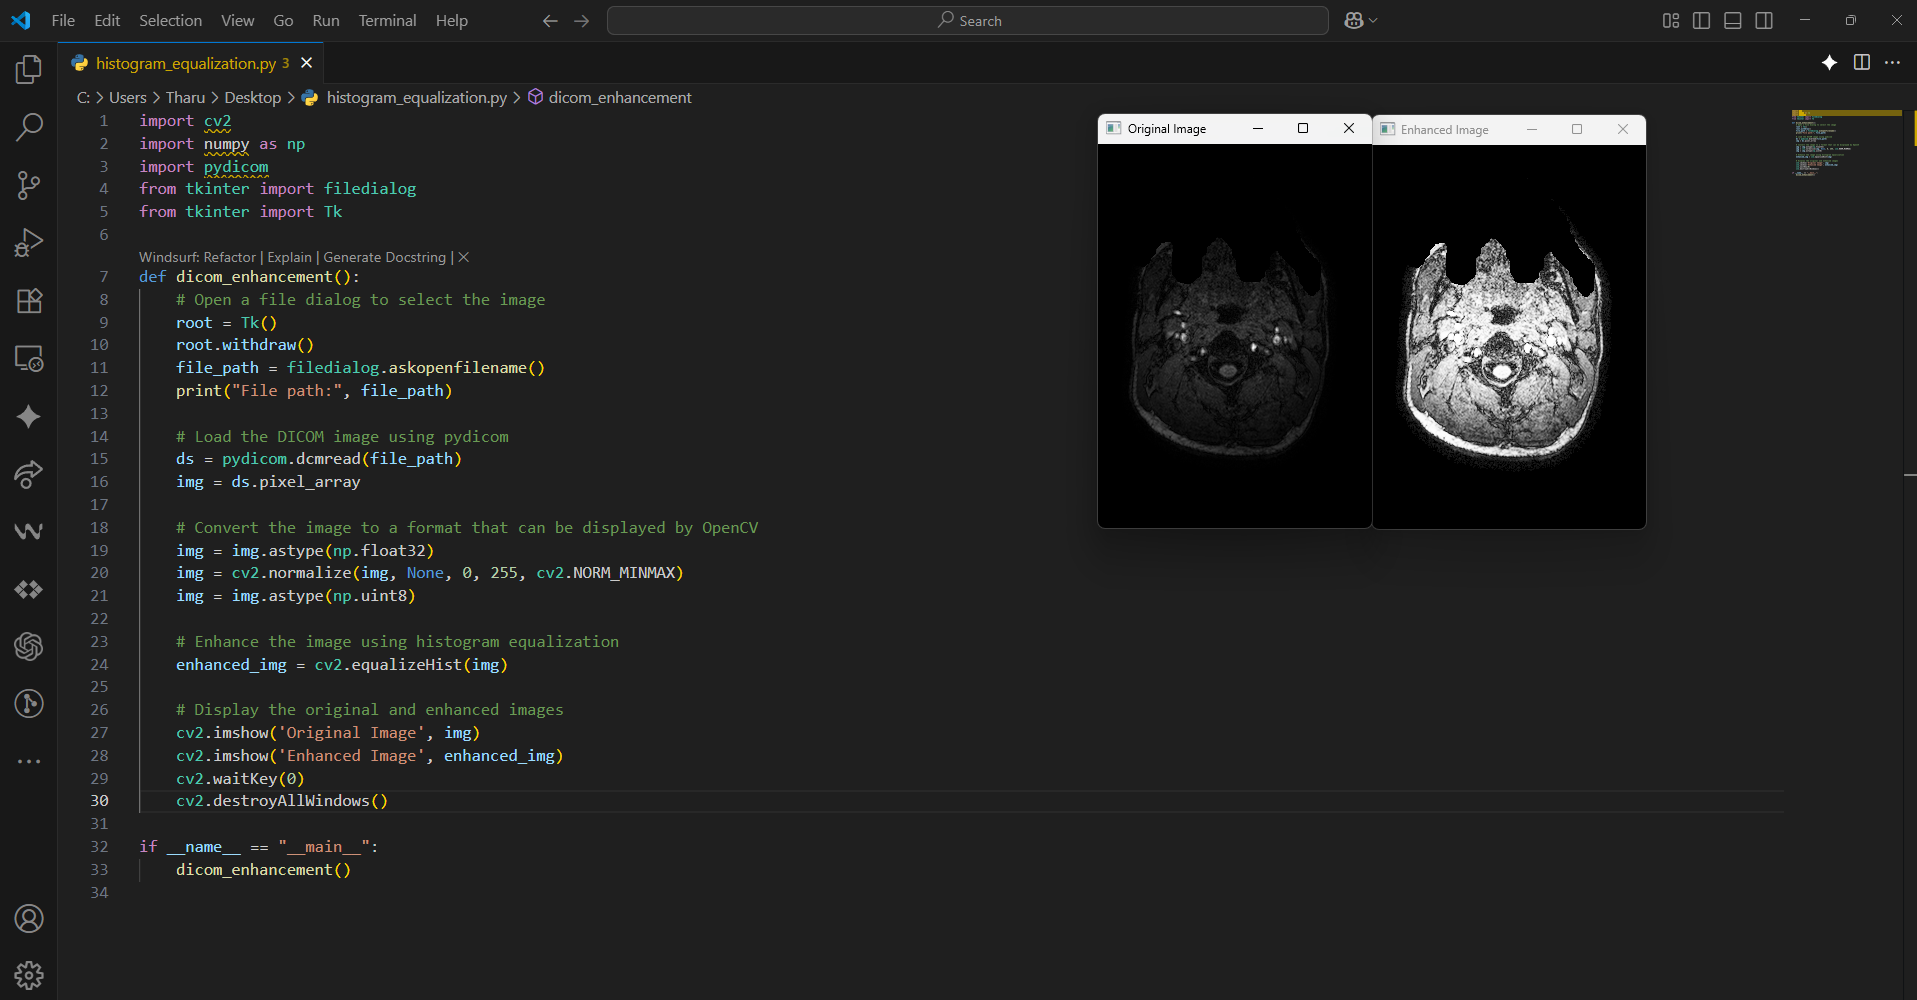 File Edit Selection View Go Run Terminal Help
Search
histogram_equalization.py 3
C: > Users > Tharu > Desktop > histogram_equalization.py > dicom_enhancement
1 import cv2
2 import numpy as np
3 import pydicom
4 from tkinter import filedialog
5 from tkinter import Tk
6
Windsurf: Refactor | Explain | Generate Docstring | X
7 def dicom_enhancement():
8     # Open a file dialog to select the image
9     root = Tk()
10     root.withdraw()
11     file_path = filedialog.askopenfilename()
12     print("File path:", file_path)
13
14     # Load the DICOM image using pydicom
15     ds = pydicom.dcmread(file_path)
16     img = ds.pixel_array
17
18     # Convert the image to a format that can be displayed by OpenCV
19     img = img.astype(np.float32)
20     img = cv2.normalize(img, None, 0, 255, cv2.NORM_MINMAX)
21     img = img.astype(np.uint8)
22
23     # Enhance the image using histogram equalization
24     enhanced_img = cv2.equalizeHist(img)
25
26     # Display the original and enhanced images
27     cv2.imshow('Original Image', img)
28     cv2.imshow('Enhanced Image', enhanced_img)
29     cv2.waitKey(0)
30     cv2.destroyAllWindows()
31
32 if __name__ == "__main__":
33     dicom_enhancement()
34
Original Image
Enhanced Image